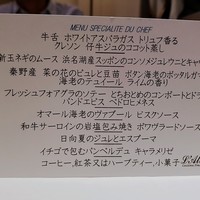 MENU SPECIALITE DU CHEF
牛舌 ホワイトアスパラガス トリュフ香る
クレソン 仔牛ジュのココット蒸し
新玉ネギのムース 浜名湖産スッポンのコンソメジュレウニとキャ
秦野産 菜の花のピュレと豆苗 ボタン海老のポッタルガ
海老のテュイール ライムの香り
フレッシュフォアグラのソテー とちおとめのコンポートとドラ
パンドエピス ペドロヒメネス
オマール海老のヴァプール ビスクソース
和牛サーロインの岩塩包み焼き ボワヴラードソース
日向夏のジュレとエスプーマ
イチゴで包むバンベルデュ キャラメリゼ
コーヒー,紅茶又はハーブティー、小菓子